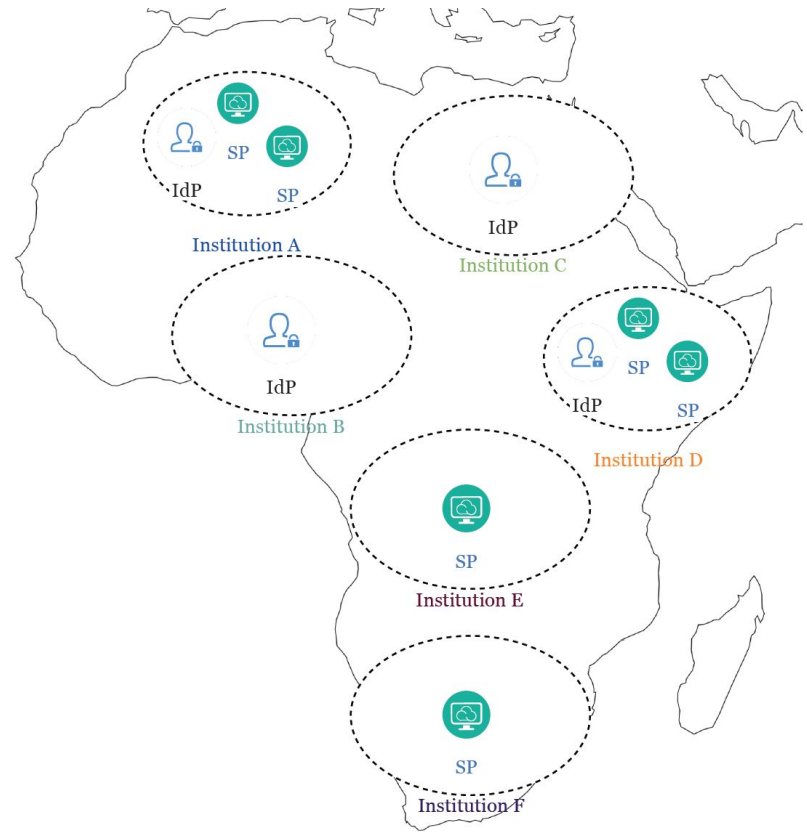 SP
IdP
SP
Institution A
IdP
Institution C
IdP
Institution B
SP
IdP
SP
Institution D
SP
Institution E
SP
Institution F